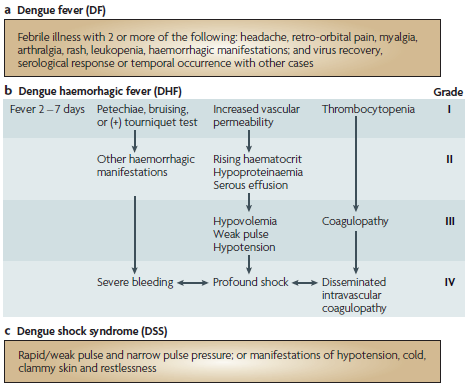 a Dengue fever (DF)
Febrile illness with 2 or more of the following: headache, retro-orbital pain, myalgia,
arthralgia, rash, leukopenia, haemorrhagic manifestations; and virus recovery,
serological response or temporal occurrence with other cases
b Dengue haemorhagic fever (DHF) Grade
Fever 2–7 days Petechiae, bruising, Increased vascular Thrombocytopenia I
or (+) tourniquet test permeability
Other haemorrhagic Rising haematocrit II
manifestations Hypoproteinaemia
Serous effusion
Hypovolemia Coagulopathy III
Weak pulse
Hypotension
Severe bleeding Profound shock Disseminated IV
intravascular
coagulopathy
c Dengue shock syndrome (DSS)
Rapid/weak pulse and narrow pulse pressure; or manifestations of hypotension, cold,
clammy skin and restlessness